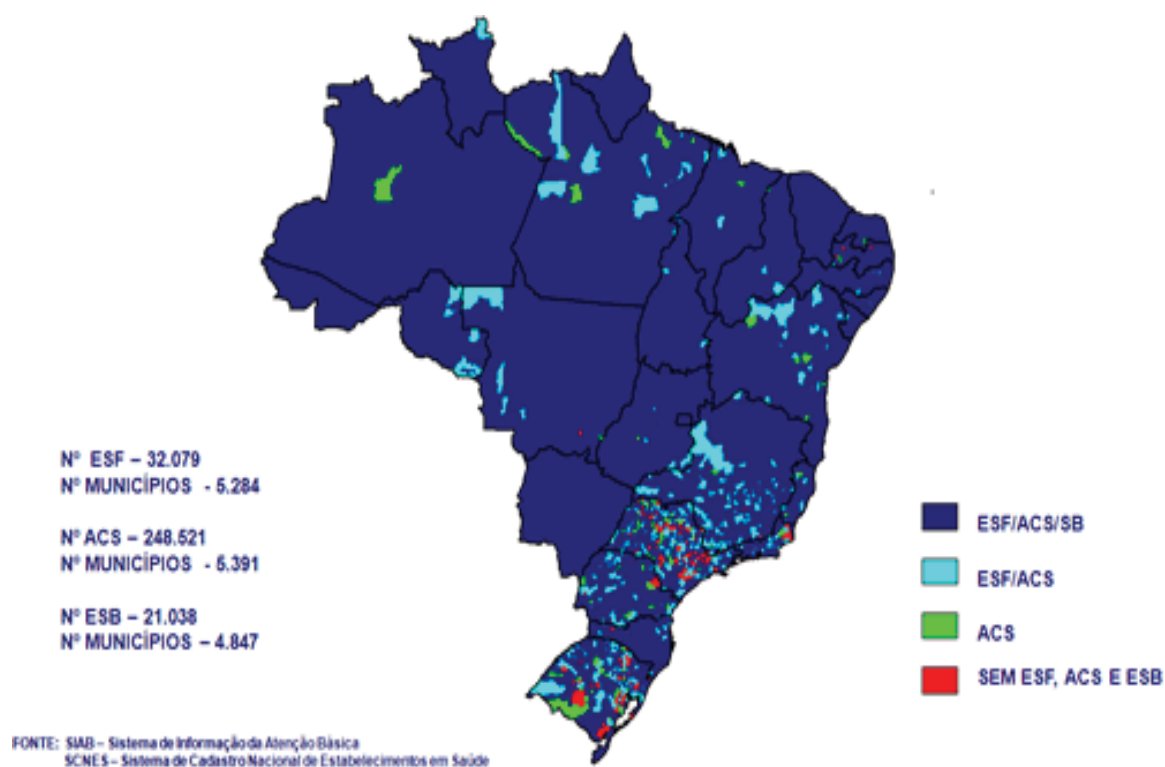 Nº ESF – 32.079
Nº MUNICÍPIOS - 5.284
Nº ACS – 248.521
Nº MUNICÍPIOS - 5.391
Nº ESB – 21.038
Nº MUNICÍPIOS – 4.847
ESF/ACS/SB
ESF/ACS
ACS
SEM ESF, ACS E ESB
FONTE: SIAB – Sistema de Informação da Atenção Básica
SCNES – Sistema de Cadastro Nacional de Estabelecimentos em Saúde